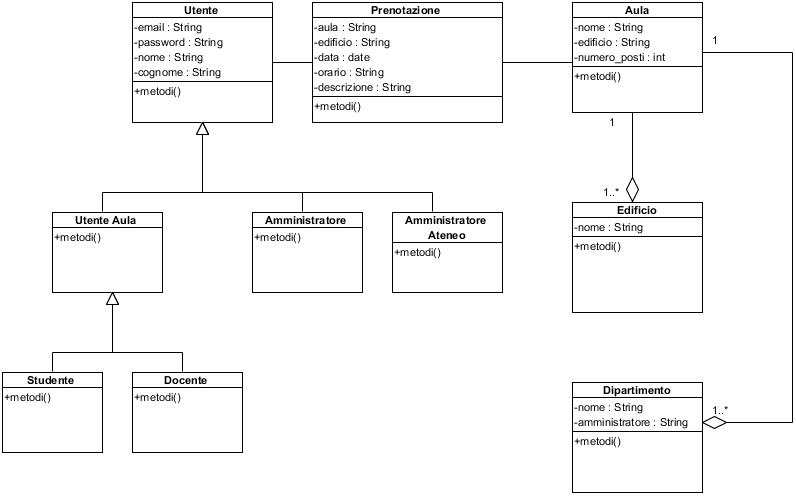 Utente
-email : String
-password : String
-nome : String
-cognome : String
+metodi()
Prenotazione
-aula : String
-edificio : String
-data : date
-orario : String
-descrizione : String
+metodi()
Aula
-nome : String
-edificio : String
-numero_posti : int
+metodi()
1
1
1..*
Utente Aula
+metodi()
Amministratore
+metodi()
Amministratore
Ateneo
+metodi()
Edificio
-nome : String
+metodi()
Studente
+metodi()
Docente
+metodi()
Dipartimento
-nome : String
-amministratore : String
+metodi()
1..*